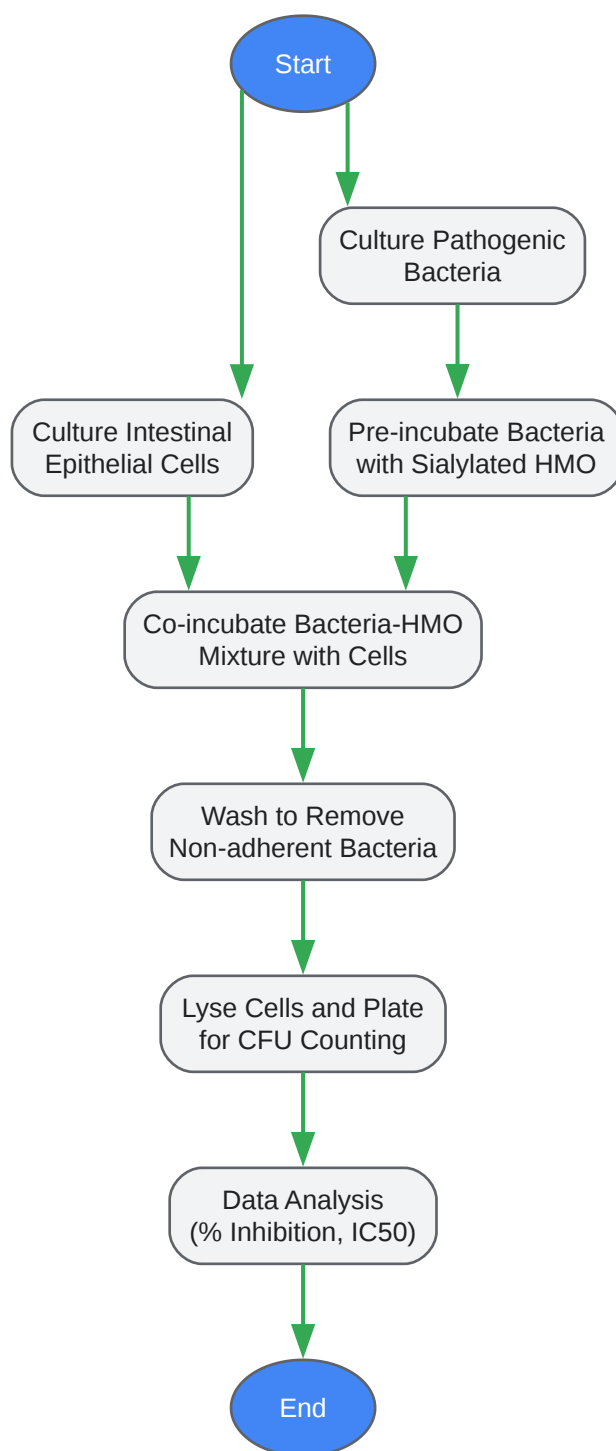 Start
Culture Pathogenic
Bacteria
Culture Intestinal
Epithelial Cells
Pre-incubate Bacteria
with Sialylated HMO
Co-incubate Bacteria-HMO
Mixture with Cells
Wash to Remove
Non-adherent Bacteria
Lyse Cells and Plate
for CFU Counting
Data Analysis
(% Inhibition, IC50)
End